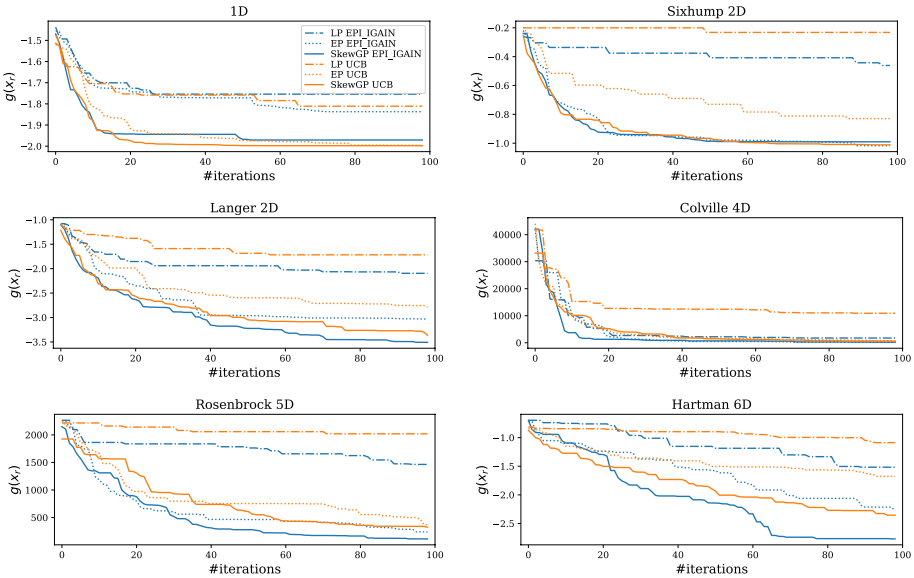 1D
−1.5
−1.6
−1.7
−1.8
−1.9
−2.0
g(x_r)
0
20
40
60
80
100
#iterations
LP EPI_IGAIN
EP EPI_IGAIN
SkewGP EPI_IGAIN
LP UCB
EP UCB
SkewGP UCB
Sixhump 2D
−0.2
−0.4
−0.6
−0.8
−1.0
g(x_r)
0
20
40
60
80
100
#iterations
Langer 2D
−1.0
−1.5
−2.0
−2.5
−3.0
−3.5
g(x_r)
0
20
40
60
80
100
#iterations
Colville 4D
40000
30000
20000
10000
0
g(x_r)
0
20
40
60
80
100
#iterations
Rosenbrock 5D
2000
1500
1000
500
g(x_r)
0
20
40
60
80
100
#iterations
Hartman 6D
−1.0
−1.5
−2.0
−2.5
g(x_r)
0
20
40
60
80
100
#iterations